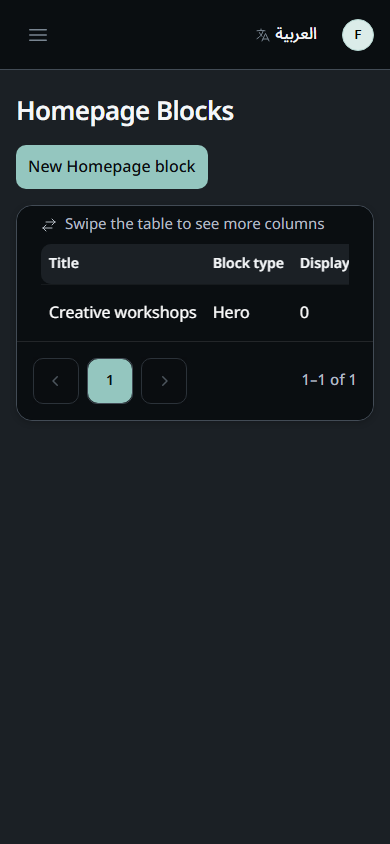 العربية
F
Homepage Blocks
New Homepage block
Swipe the table to see more columns
Title Block type Display
Creative workshops Hero 0
1 1–1 of 1